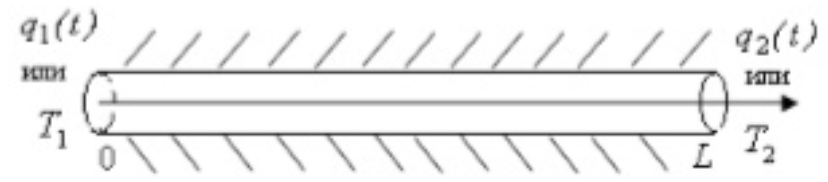 q₁(t)
или
T₁
0
L
q₂(t)
или
T₂